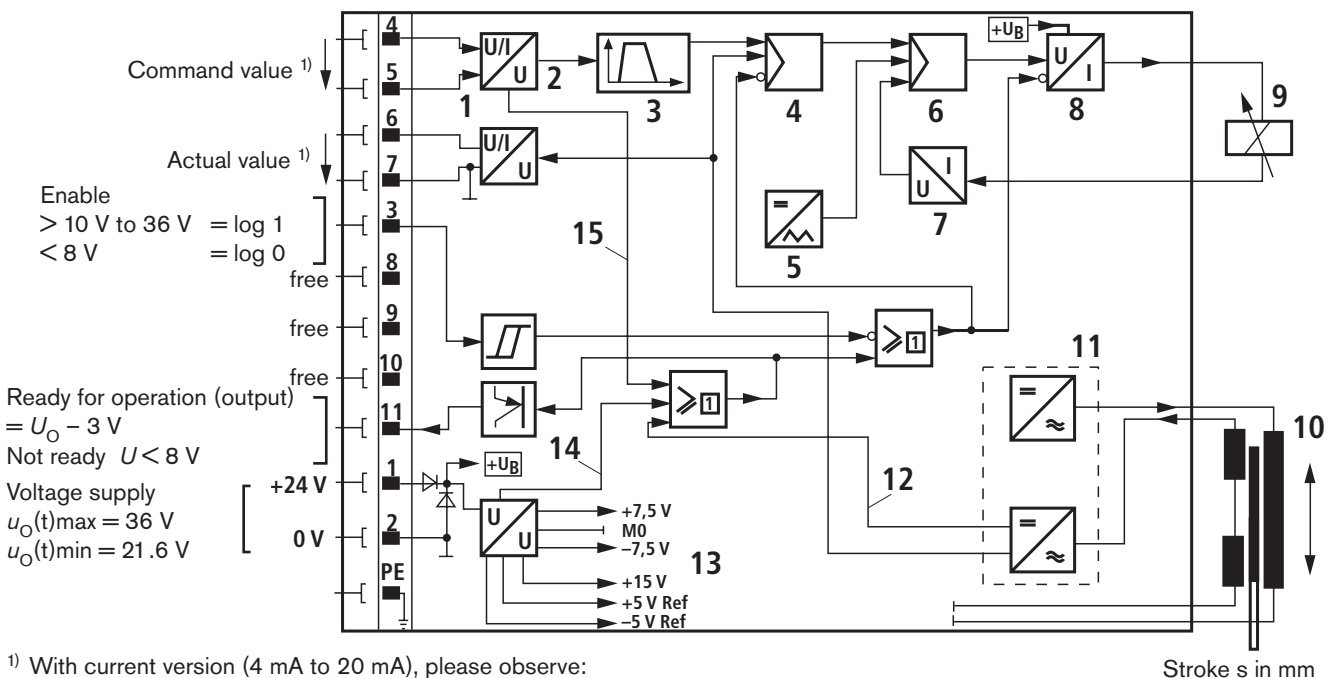 Command value 1)
Actual value 1)
Enable
> 10 V to 36 V = log 1
< 8 V = log 0
free
free
free
Ready for operation (output)
= UO – 3 V
Not ready U < 8 V
Voltage supply
uO(t)max = 36 V
uO(t)min = 21.6 V
+24 V
0 V
4
5
6
7
3
8
9
10
11
1
2
PE
U/I
U
1
2
3
4
6
+UB
U
I
8
9
U/I
U
I
U
7
=
5
15
1
1
11
=
≈
=
≈
10
14
12
+UB
U
U
+7,5 V
M0
–7,5 V
13
+15 V
+5 V Ref
–5 V Ref
1) With current version (4 mA to 20 mA), please observe:
Stroke s in mm